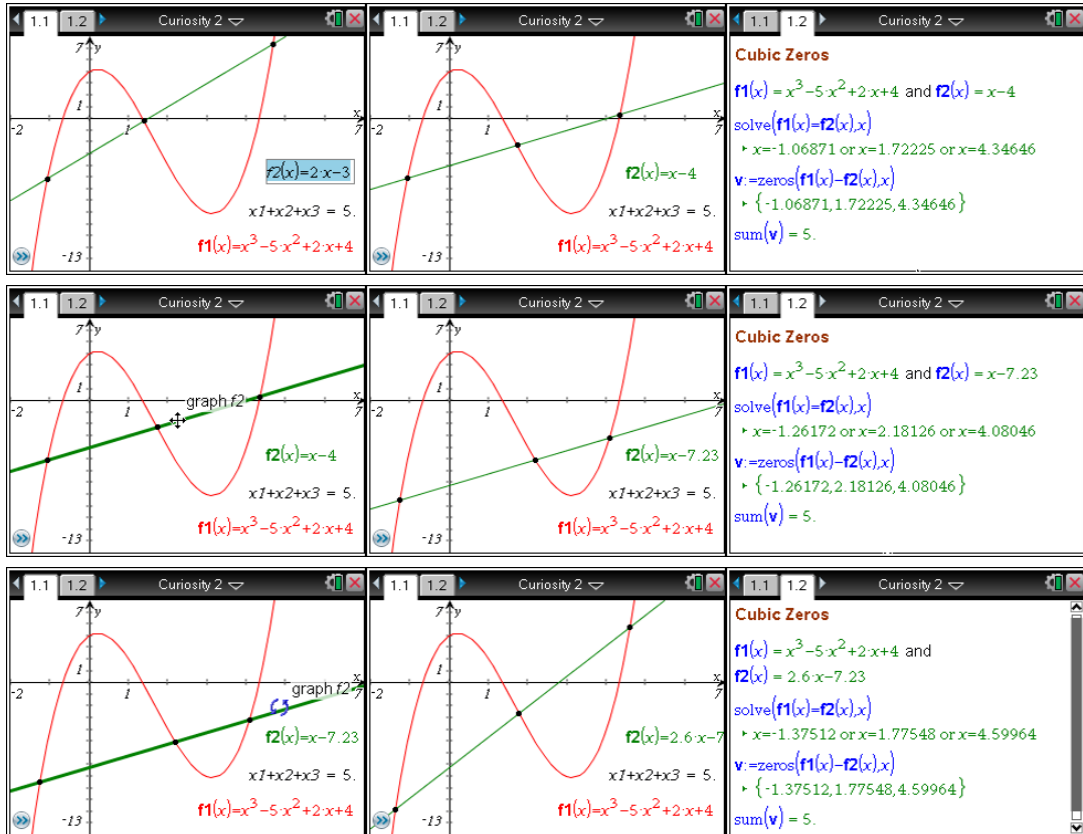 1.1 1.2 Curiosity 2
7 y
1
x
-2 1 7
f2(x)=2·x−3
x1+x2+x3 = 5.
f1(x)=x³−5·x²+2·x+4
-13
1.1 1.2 Curiosity 2
7 y
1
x
-2 1 7
f2(x)=x−4
x1+x2+x3 = 5.
f1(x)=x³−5·x²+2·x+4
-13
1.1 1.2 Curiosity 2
Cubic Zeros
f1(x) = x³−5·x²+2·x+4 and f2(x) = x−4
solve(f1(x)=f2(x),x)
▸ x=-1.06871 or x=1.72225 or x=4.34646
v:=zeros(f1(x)−f2(x),x)
▸ {-1.06871,1.72225,4.34646}
sum(v) = 5.
1.1 1.2 Curiosity 2
7 y
1
x
-2 1 7
graph f2
f2(x)=x−4
x1+x2+x3 = 5.
f1(x)=x³−5·x²+2·x+4
-13
1.1 1.2 Curiosity 2
7 y
1
x
-2 1 7
f2(x)=x−7.23
x1+x2+x3 = 5.
f1(x)=x³−5·x²+2·x+4
-13
1.1 1.2 Curiosity 2
Cubic Zeros
f1(x) = x³−5·x²+2·x+4 and f2(x) = x−7.23
solve(f1(x)=f2(x),x)
▸ x=-1.26172 or x=2.18126 or x=4.08046
v:=zeros(f1(x)−f2(x),x)
▸ {-1.26172,2.18126,4.08046}
sum(v) = 5.
1.1 1.2 Curiosity 2
7 y
1
x
-2 1 7
graph f2
f2(x)=x−7.23
x1+x2+x3 = 5.
f1(x)=x³−5·x²+2·x+4
-13
1.1 1.2 Curiosity 2
7 y
1
x
-2 1 7
f2(x)=2.6·x−7
x1+x2+x3 = 5.
f1(x)=x³−5·x²+2·x+4
-13
1.1 1.2 Curiosity 2
Cubic Zeros
f1(x) = x³−5·x²+2·x+4 and
f2(x) = 2.6·x−7.23
solve(f1(x)=f2(x),x)
▸ x=-1.37512 or x=1.77548 or x=4.59964
v:=zeros(f1(x)−f2(x),x)
▸ {-1.37512,1.77548,4.59964}
sum(v) = 5.